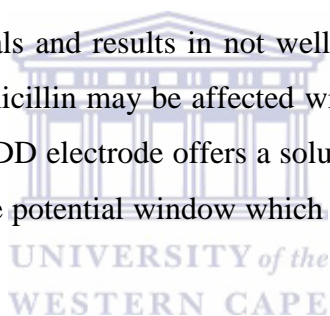 als and results in not well
nicillin may be affected wi
DD electrode offers a solu
e potential window which
UNIVERSITY of the
WESTERN CAPE